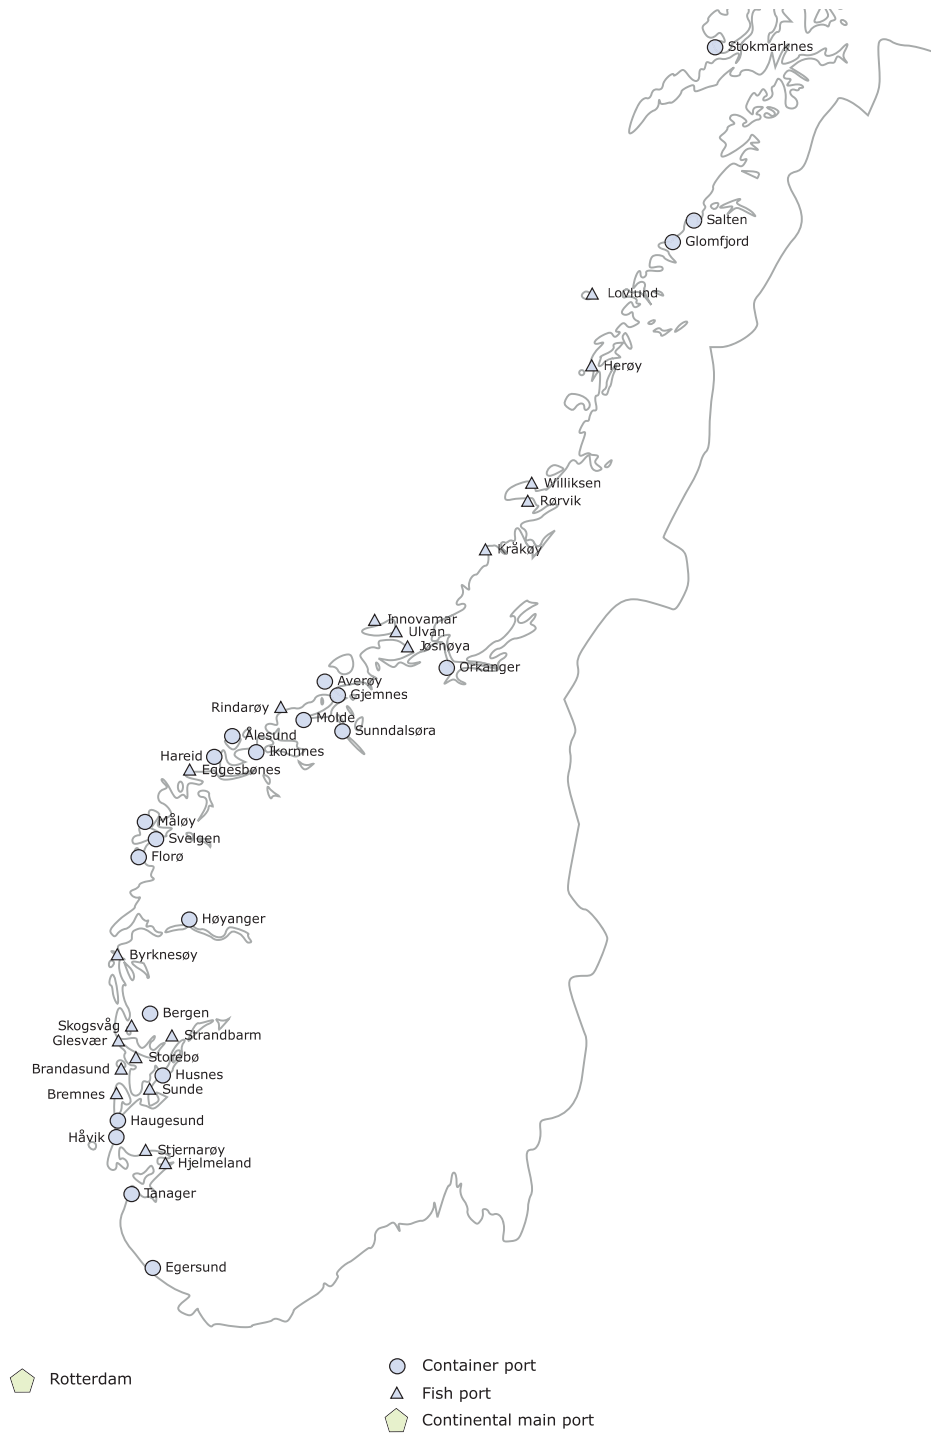 Stokmarknes
Salten
Glomfjord
Lovlund
Herøy
Williksen
Rørvik
Kråkøy
Innovamar
Ulvan
Jøsnøya
Orkanger
Averøy
Gjemnes
Rindarøy
Molde
Sunndalsøra
Ålesund
Ikornnes
Hareid
Eggesbønes
Måløy
Svelgen
Florø
Høyanger
Byrknesøy
Bergen
Skogsvåg
Strandbarm
Glesvær
Storebø
Brandasund
Husnes
Sunde
Bremnes
Haugesund
Håvik
Stjernarøy
Hjelmeland
Tanager
Egersund
Container port
Rotterdam
Fish port
Continental main port